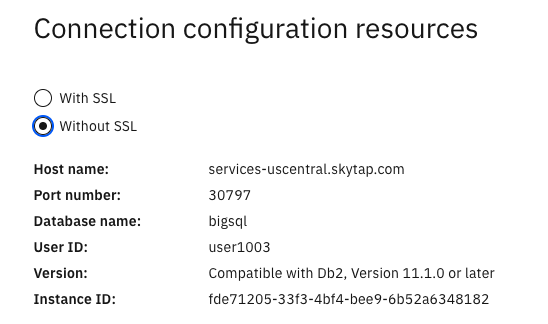 Connection configuration resources
With SSL
Without SSL
Host name: services-uscentral.skytap.com
Port number: 30797
Database name: bigsql
User ID: user1003
Version: Compatible with Db2, Version 11.1.0 or later
Instance ID: fde71205-33f3-4bf4-bee9-6b52a6348182